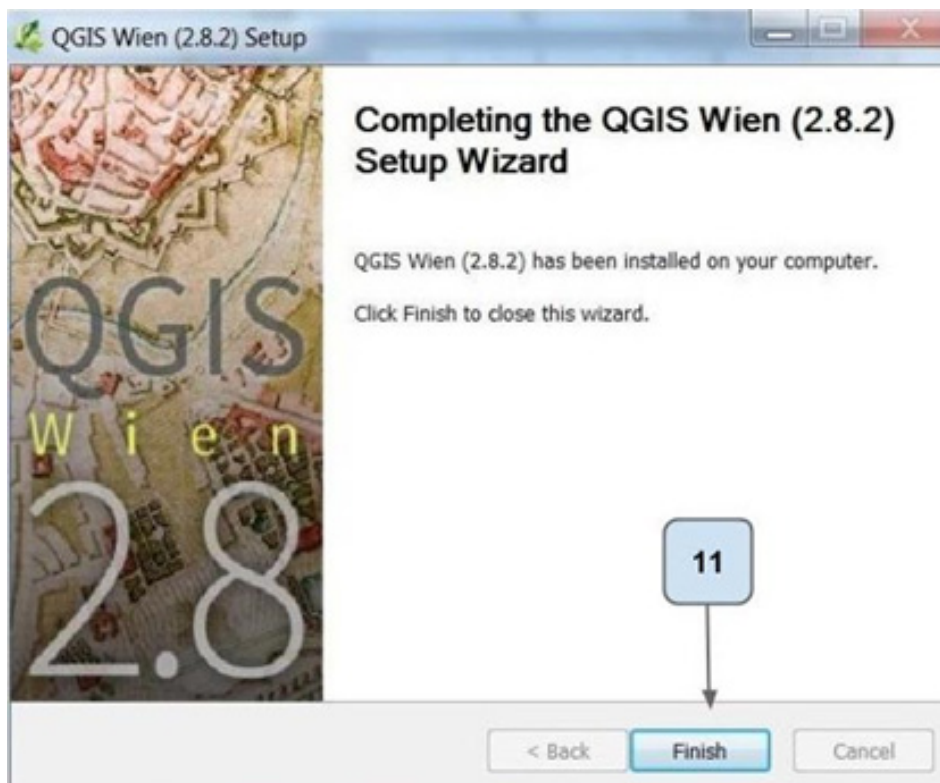 QGIS Wien (2.8.2) Setup
QGIS
Wien
2.8
Completing the QGIS Wien (2.8.2)
Setup Wizard
QGIS Wien (2.8.2) has been installed on your computer.
Click Finish to close this wizard.
11
< Back Finish Cancel